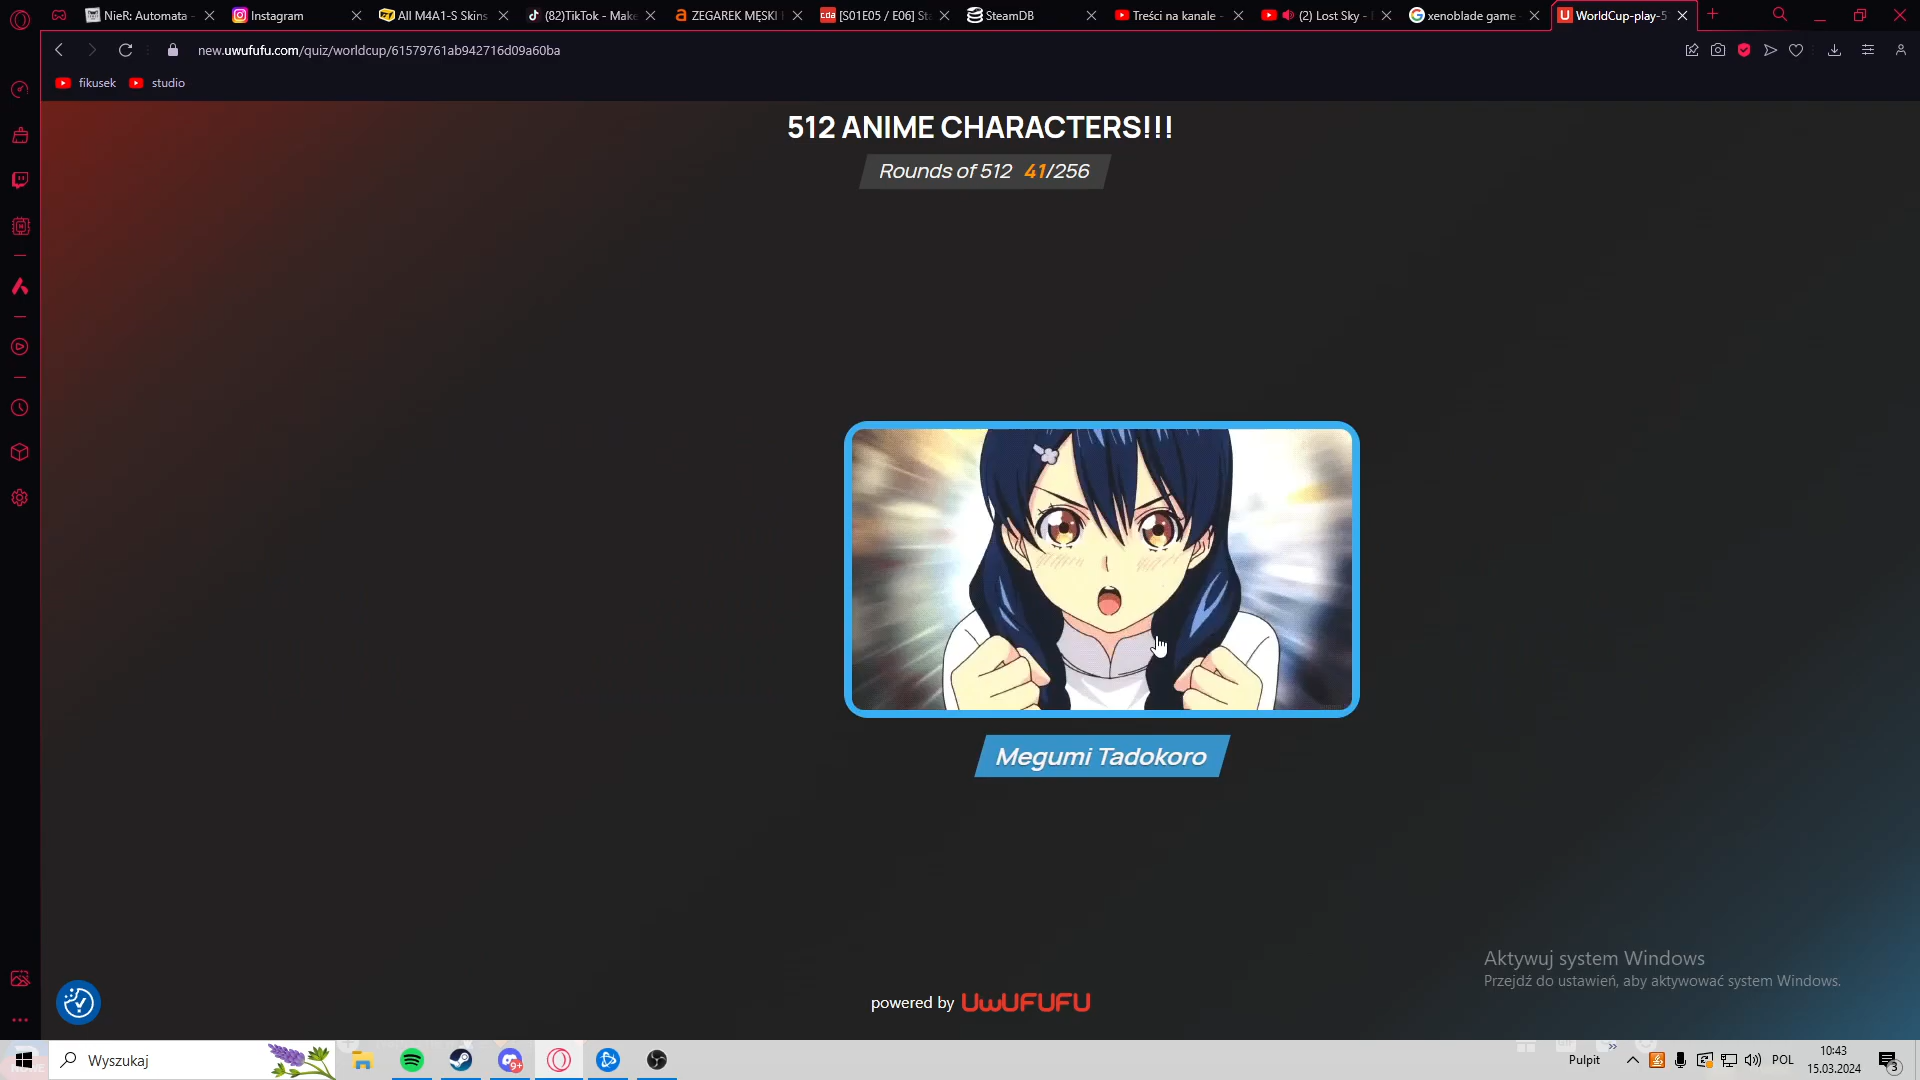 NieR: Automata -
Instagram
All M4A1-S Skins
(82)TikTok - Make
ZEGAREK MĘSKI
[S01E05 / E06] St
SteamDB
Treści na kanale -
(2) Lost Sky -
xenoblade game
WorldCup-play-5
new.uwufufu.com/quiz/worldcup/61579761ab942716d09a60ba
fikusek
studio
512 ANIME CHARACTERS!!!
Rounds of 512 41/256
Megumi Tadokoro
Aktywuj system Windows
Przejdź do ustawień, aby aktywować system Windows.
powered by UwUFUFU
Wyszukaj
9+
Pulpit
POL
10:43
15.03.2024
3